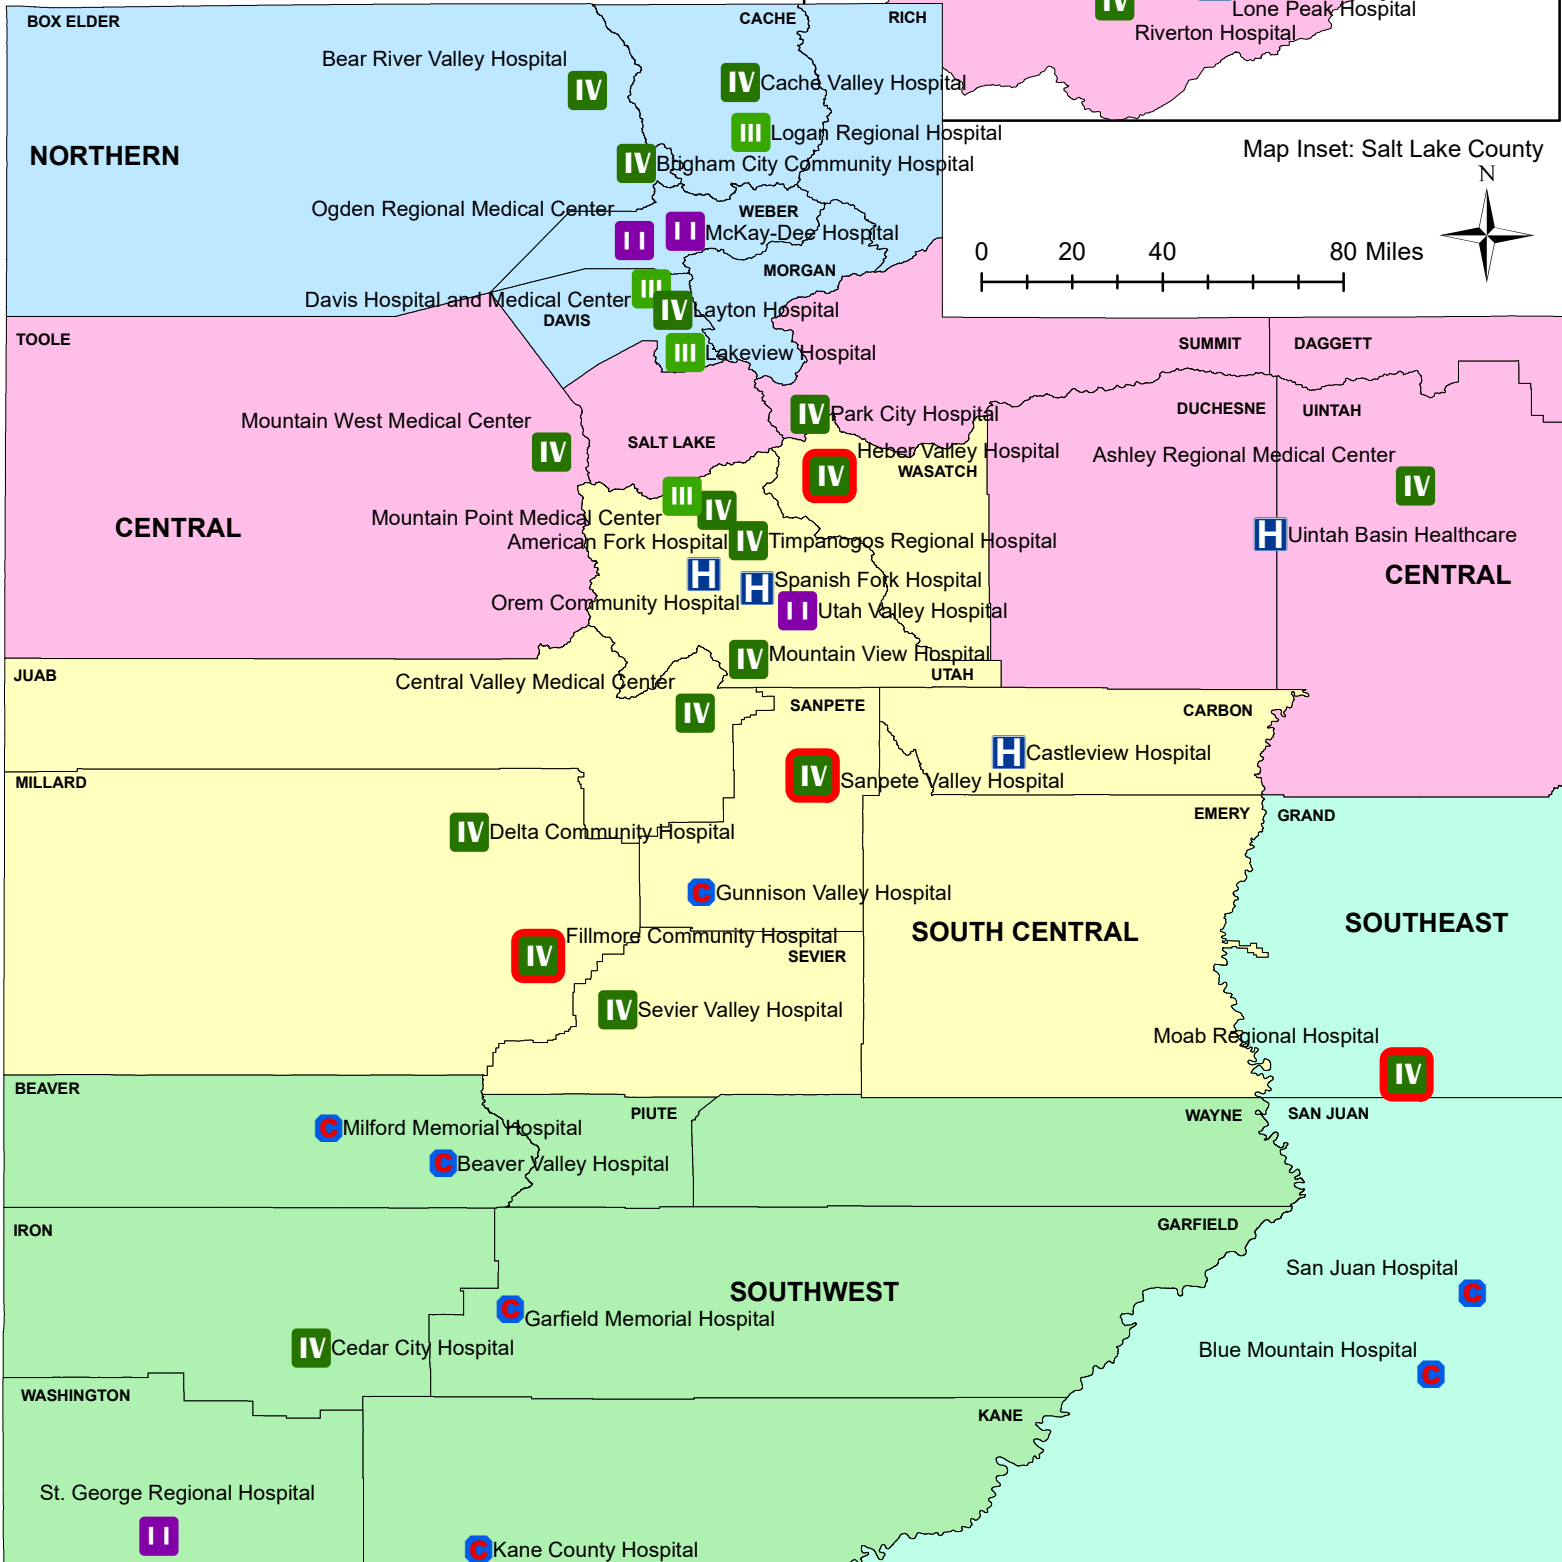 BOX ELDER
CACHE
RICH
IV
Lone Peak Hospital
Riverton Hospital
Bear River Valley Hospital
IV
IV
Cache Valley Hospital
III
Logan Regional Hospital
Map Inset: Salt Lake County
NORTHERN
IV
Brigham City Community Hospital
N
Ogden Regional Medical Center
WEBER
II
II
McKay-Dee Hospital
0 20 40 80 Miles
MORGAN
III
Davis Hospital and Medical Center
IV
Layton Hospital
DAVIS
TOOLE
III
Lakeview Hospital
SUMMIT
DAGGETT
Mountain West Medical Center
IV
IV
Park City Hospital
DUCHESNE
UINTAH
SALT LAKE
Heber Valley Hospital
IV
WASATCH
Ashley Regional Medical Center
IV
III
IV
Mountain Point Medical Center
CENTRAL
American Fork Hospital
IV
Timpanogos Regional Hospital
H
Uintah Basin Healthcare
CENTRAL
H
H
Spanish Fork Hospital
Orem Community Hospital
II
Utah Valley Hospital
IV
Mountain View Hospital
UTAH
JUAB
Central Valley Medical Center
IV
SANPETE
CARBON
H
Castleview Hospital
MILLARD
IV
Sanpete Valley Hospital
EMERY
GRAND
IV
Delta Community Hospital
C
Gunnison Valley Hospital
SOUTH CENTRAL
SOUTHEAST
Fillmore Community Hospital
IV
SEVIER
IV
Sevier Valley Hospital
Moab Regional Hospital
IV
BEAVER
PIUTE
WAYNE
SAN JUAN
C
Milford Memorial Hospital
C
Beaver Valley Hospital
IRON
GARFIELD
San Juan Hospital
C
SOUTHWEST
C
Garfield Memorial Hospital
IV
Cedar City Hospital
Blue Mountain Hospital
C
WASHINGTON
KANE
St. George Regional Hospital
II
C
Kane County Hospital